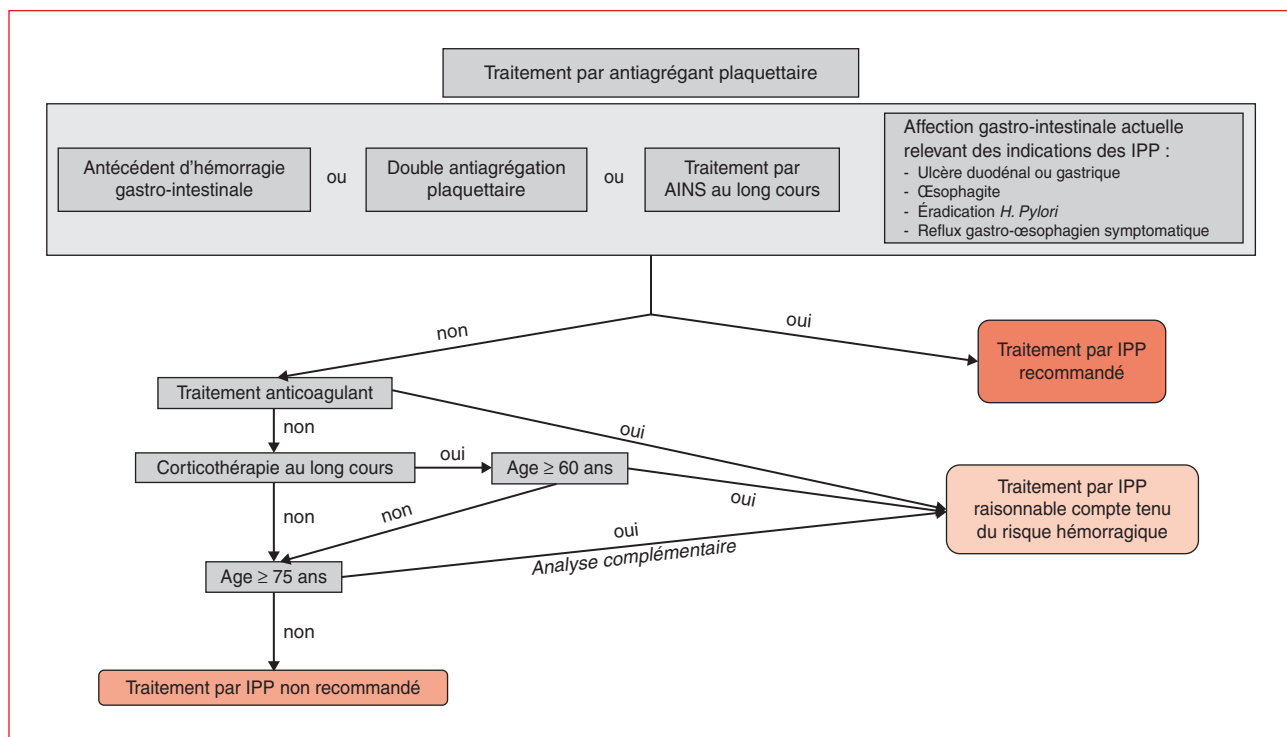 Traitement par antiagrégant plaquettaire
Antécédent d'hémorragie
gastro-intestinale
ou
Double antiagrégation
plaquettaire
ou
Traitement par
AINS au long cours
Affection gastro-intestinale actuelle
relevant des indications des IPP :
- Ulcère duodénal ou gastrique
- Œsophagite
- Éradication H. Pylori
- Reflux gastro-œsophagien symptomatique
non
oui
Traitement par IPP
recommandé
Traitement anticoagulant
non
oui
Corticothérapie au long cours
oui
Age ≥ 60 ans
oui
Traitement par IPP
raisonnable compte tenu
du risque hémorragique
non
non
oui
Analyse complémentaire
Age ≥ 75 ans
non
Traitement par IPP non recommandé